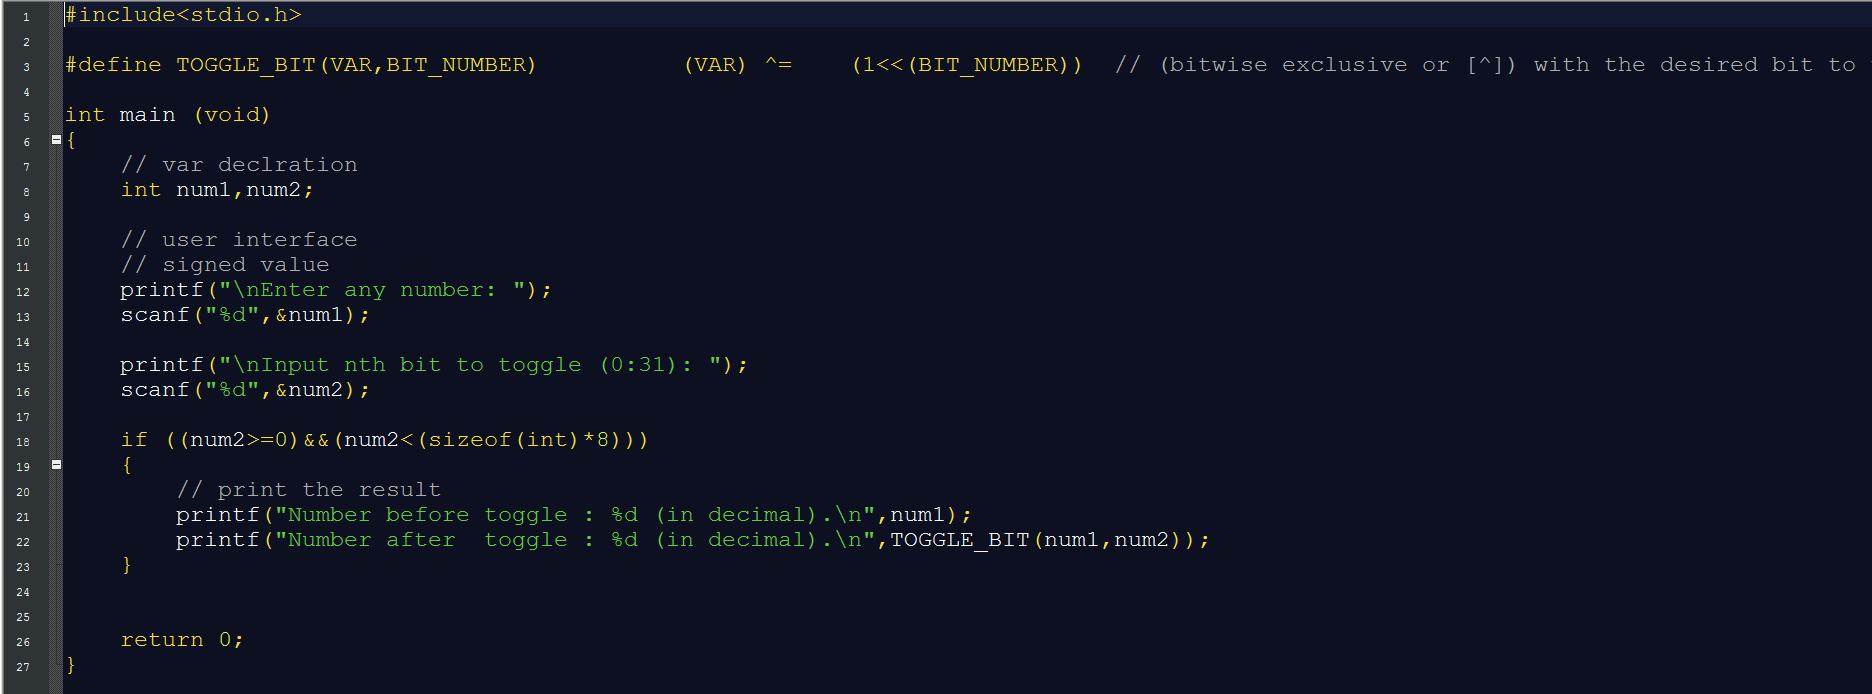 1 #include<stdio.h>
2
3 #define TOGGLE_BIT(VAR,BIT_NUMBER) (VAR) ^= (1<<(BIT_NUMBER)) // (bitwise exclusive or [^]) with the desired bit to
4
5 int main (void)
6 {
7 // var declration
8 int num1,num2;
9
10 // user interface
11 // signed value
12 printf("\nEnter any number: ");
13 scanf("%d",&num1);
14
15 printf("\nInput nth bit to toggle (0:31): ");
16 scanf("%d",&num2);
17
18 if ((num2>=0)&&(num2<(sizeof(int)*8)))
19 {
20 // print the result
21 printf("Number before toggle : %d (in decimal).\n",num1);
22 printf("Number after  toggle : %d (in decimal).\n",TOGGLE_BIT(num1,num2));
23 }
24
25
26 return 0;
27 }